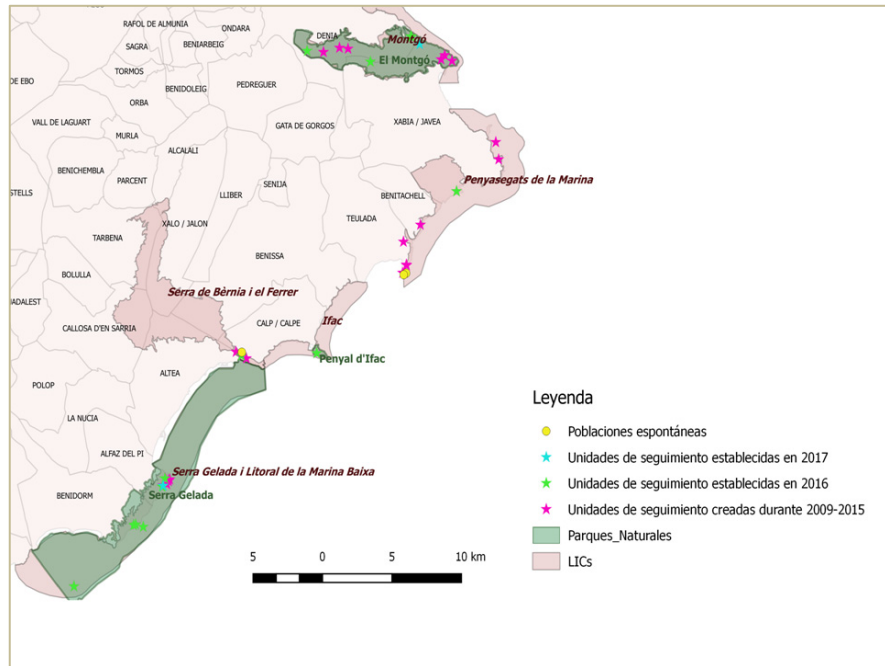 RAFOL DE ALMUNIA
ONDARA
SAGRA
BENIARBEIG
DENIA
Montgó
El Montgó
DE EBO
TORMOS
BENIDOLEIG
PEDREGUER
ORBA
VALL DE LAGUART
MURLA
GATA DE GORGOS
XABIA / JAVEA
ALCALALI
BENICHEMBLA
PARCENT
SENIJA
Penyasegats de la Marina
STELLS
LLIBER
BENITACHELL
XALO / JALON
TEULADA
TARBENA
BENISSA
BOLULLA
Serra de Bèrnia i el Ferrer
CALLOSA D'EN SARRIA
CALP / CALPE
Ifac
Penyal d'Ifac
ALTEA
POLOP
LA NUCIA
ALFAZ DEL PI
Serra Gelada i Litoral de la Marina Baixa
BENIDORM
Serra Gelada
Leyenda
Poblaciones espontáneas
Unidades de seguimiento establecidas en 2017
Unidades de seguimiento establecidas en 2016
Unidades de seguimiento creadas durante 2009-2015
Parques_Naturales
LICs
5 0 5 10 km